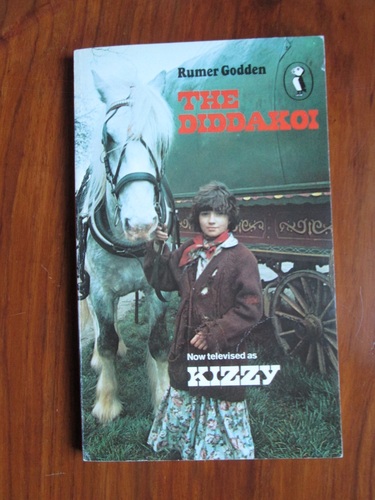 Rumer Godden
THE
DIDDAKOI
Now televised as
KIZZY